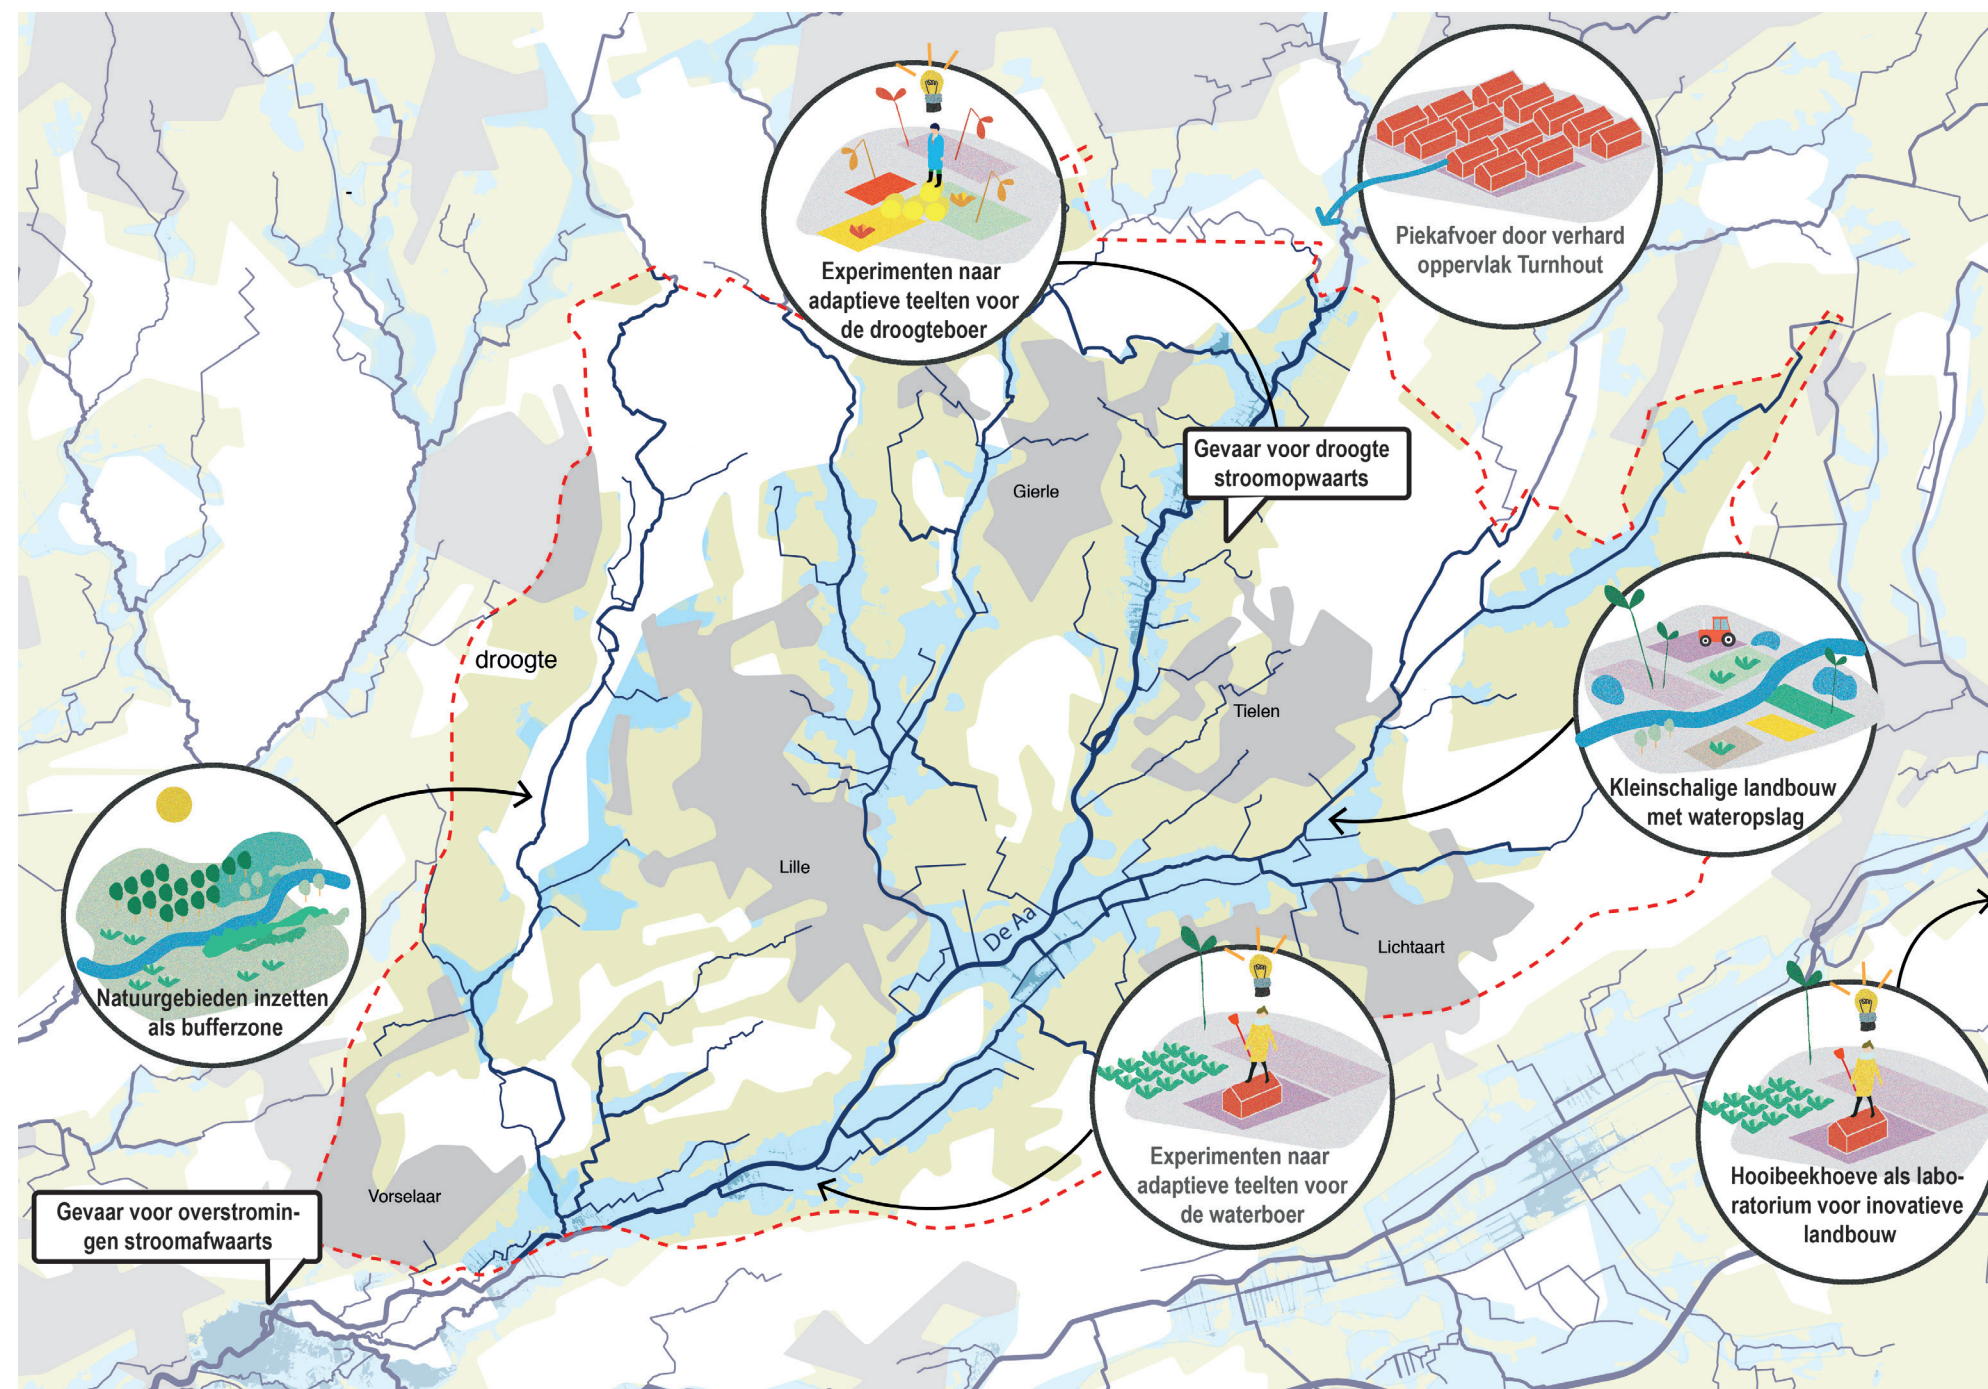 Piekafvoer door verhard
oppervlak Turnhout
Experimenten naar
adaptieve teelten voor
de droogteboer
Gevaar voor droogte
stroomopwaarts
Gierle
droogte
Tielen
Kleinschalige landbouw
met wateropslag
Lille
De Aa
Lichtaart
Natuurgebieden inzetten
als bufferzone
Experimenten naar
adaptieve teelten voor
de waterboer
Hooibeekhoeve als labo-
ratorium voor inovatieve
landbouw
Vorselaar
Gevaar voor overstromin-
gen stroomafwaarts